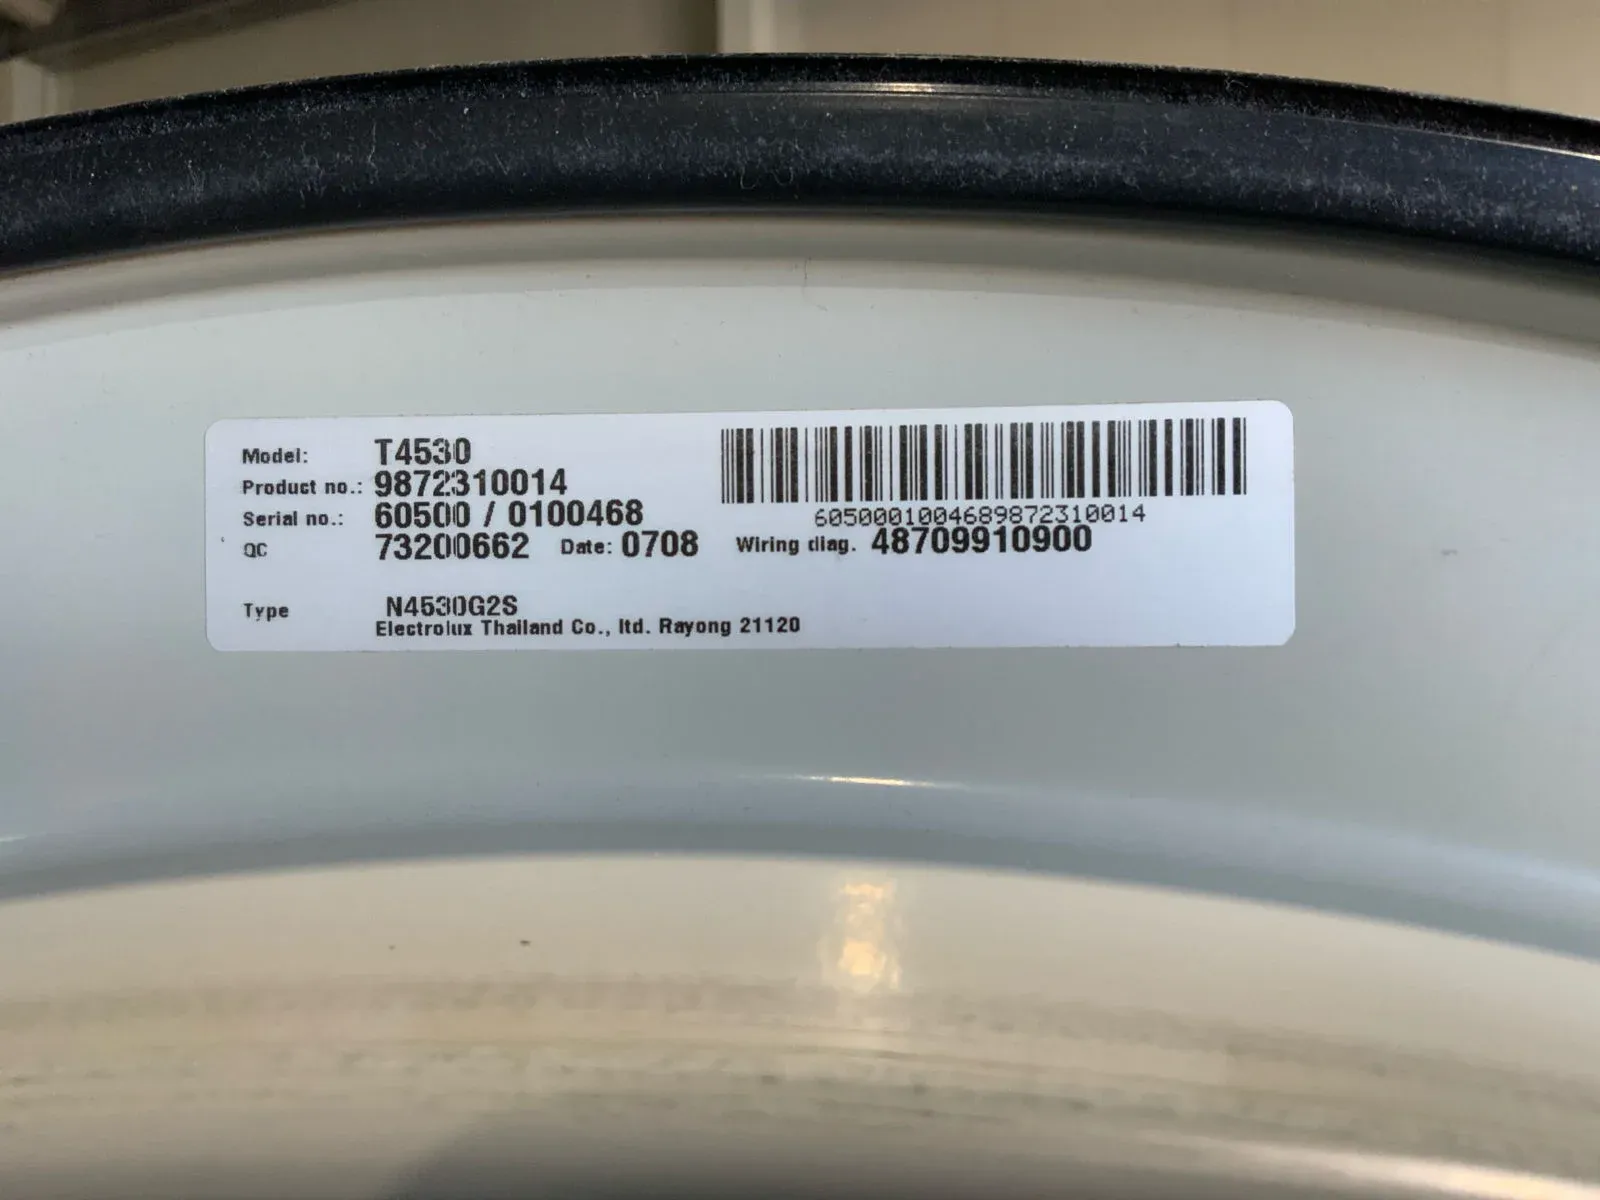 Model: T4530
Product no.: 9872310014
Serial no.: 60500 / 0100468
6050001004689872310014
QC 73200662 Date: 0708 Wiring diag. 48709910900
Type N4530G2S
Electrolux Thailand Co., ltd. Rayong 21120